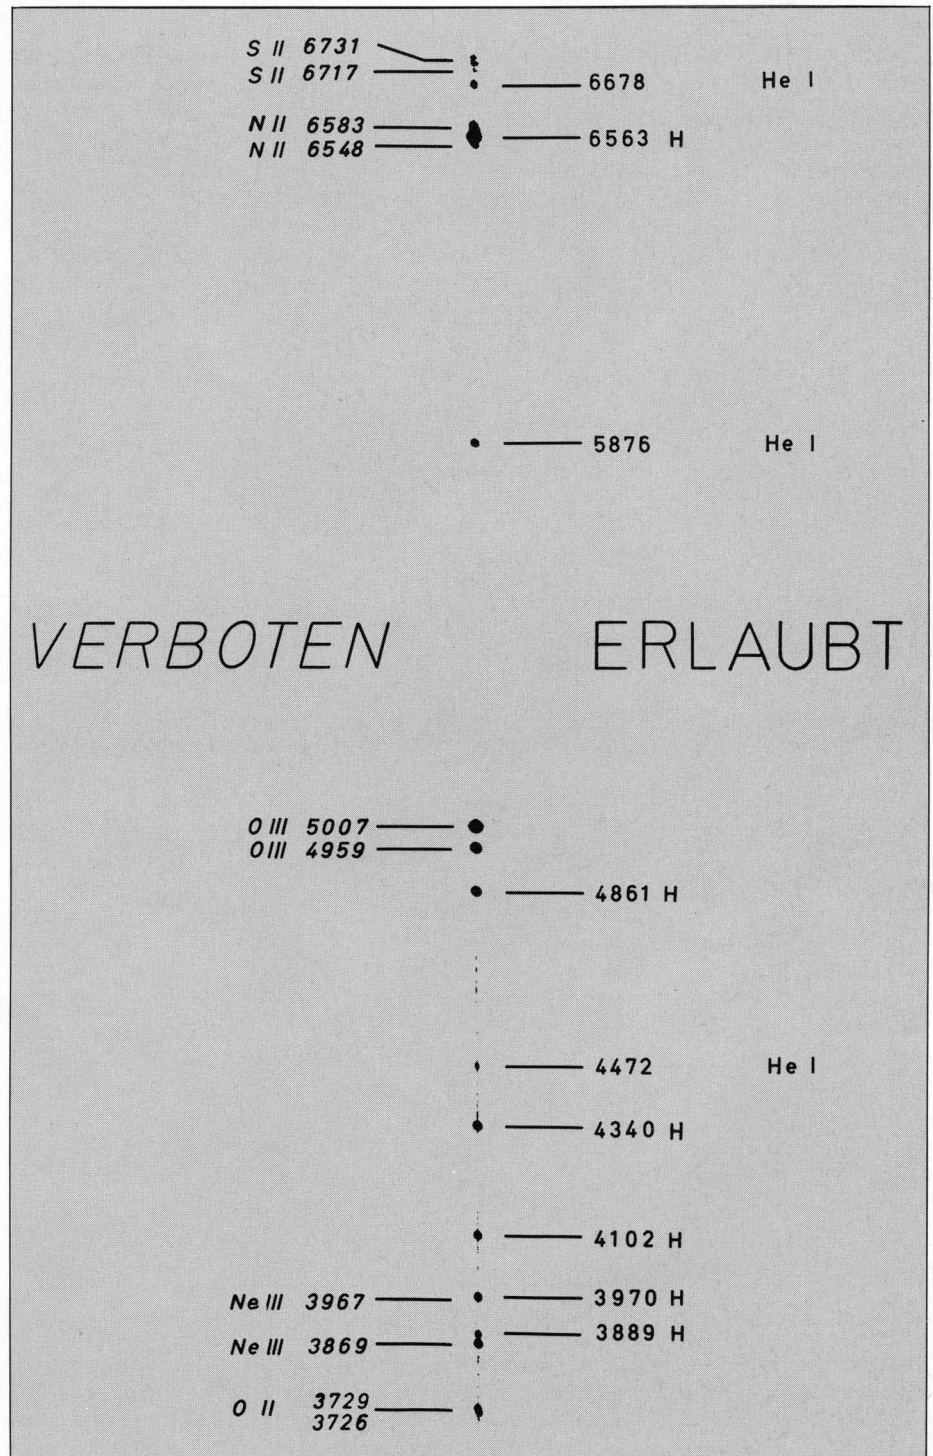 S II 6731
S II 6717
6678 He I
N II 6583
6563 H
N II 6548
5876 He I
VERBOTEN ERLAUBT
O III 5007
O III 4959
4861 H
4472 He I
4340 H
4102 H
Ne III 3967
3970 H
3889 H
Ne III 3869
O II 3729
3726